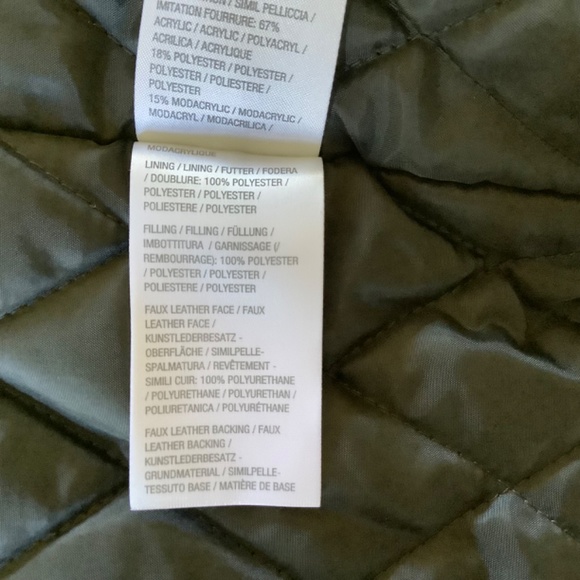 / SIMIL PELLICCIA /
IMITATION FOURRURE: 67%
ACRYLIC / ACRYLIC / POLYACRYL /
ACRILICA / ACRYLIQUE
18% POLYESTER / POLYESTER /
POLYESTER / POLIESTERE /
POLYESTER
15% MODACRYLIC / MODACRYLIC /
MODACRYL / MODACRILICA /
MODACRYLIQUE
LINING / LINING / FUTTER / FODERA
/ DOUBLURE: 100% POLYESTER /
POLYESTER / POLYESTER /
POLIESTERE / POLYESTER
FILLING / FILLING / FÜLLUNG /
IMBOTTITURA / GARNISSAGE (/
REMBOURRAGE): 100% POLYESTER
/ POLYESTER / POLYESTER /
POLIESTERE / POLYESTER
FAUX LEATHER FACE / FAUX
LEATHER FACE /
KUNSTLEDERBESATZ -
OBERFLÄCHE / SIMILPELLE-
SPALMATURA / REVÊTEMENT -
SIMILI CUIR: 100% POLYURETHANE
/ POLYURETHANE / POLYURETHAN /
POLIURETANICA / POLYURÉTHANE
FAUX LEATHER BACKING / FAUX
LEATHER BACKING /
KUNSTLEDERBESATZ-
GRUNDMATERIAL / SIMILPELLE-
TESSUTO BASE / MATIÈRE DE BASE